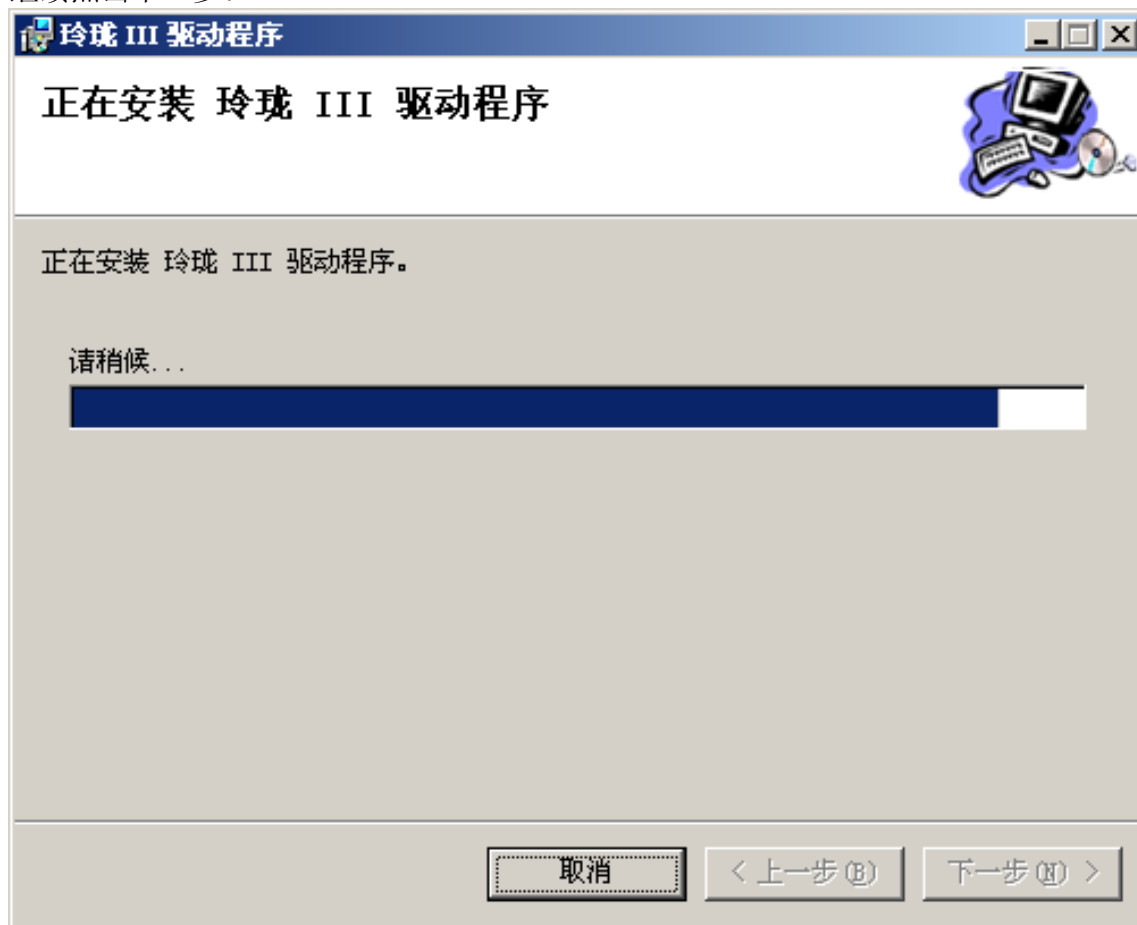 玲珑 III 驱动程序
正在安装 玲珑 III 驱动程序
正在安装 玲珑 III 驱动程序。
请稍候...
取消
< 上一步(B)
下一步(N) >